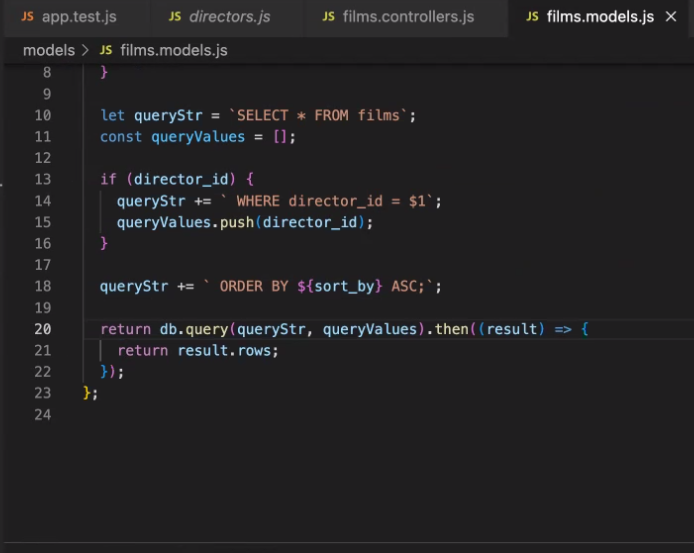 JS app.test.js JS directors.js JS films.controllers.js JS films.models.js ×
models > JS films.models.js
8 }
9
10 let queryStr = `SELECT * FROM films`;
11 const queryValues = [];
12
13 if (director_id) {
14 queryStr += ` WHERE director_id = $1`;
15 queryValues.push(director_id);
16 }
17
18 queryStr += ` ORDER BY ${sort_by} ASC;`;
19
20 return db.query(queryStr, queryValues).then((result) => {
21 return result.rows;
22 });
23 };
24